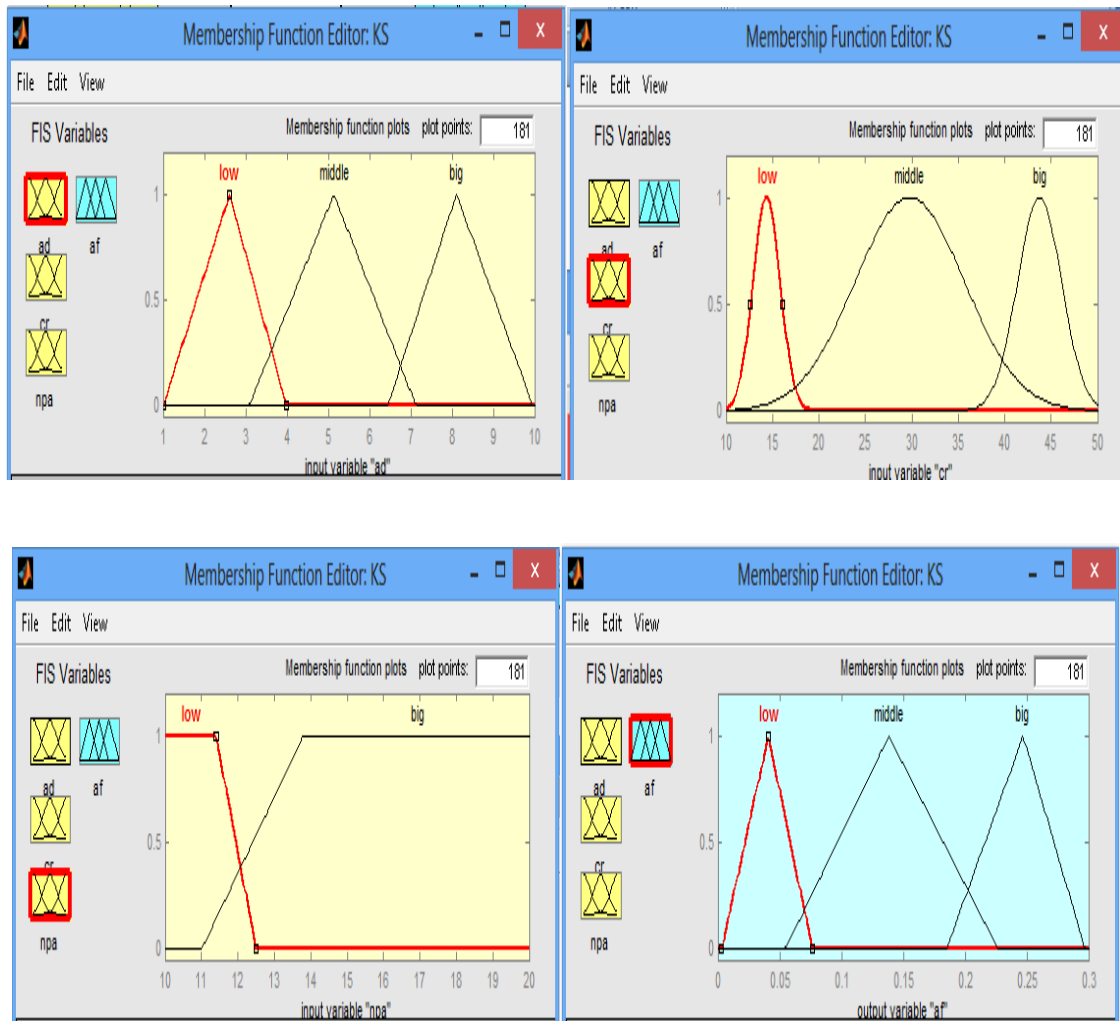 Membership Function Editor: KS
File Edit View
FIS Variables
Membership function plots plot points: 181
low middle big
1
0.5
0
ad af
cr
npa
1 2 3 4 5 6 7 8 9 10
input variable "ad"
Membership Function Editor: KS
File Edit View
FIS Variables
Membership function plots plot points: 181
low middle big
1
0.5
0
ad af
cr
npa
10 15 20 25 30 35 40 45 50
input variable "cr"
Membership Function Editor: KS
File Edit View
FIS Variables
Membership function plots plot points: 181
low big
1
0.5
0
ad af
cr
npa
10 11 12 13 14 15 16 17 18 19 20
input variable "npa"
Membership Function Editor: KS
File Edit View
FIS Variables
Membership function plots plot points: 181
low middle big
1
0.5
0
ad af
cr
npa
0 0.05 0.1 0.15 0.2 0.25 0.3
output variable "af"